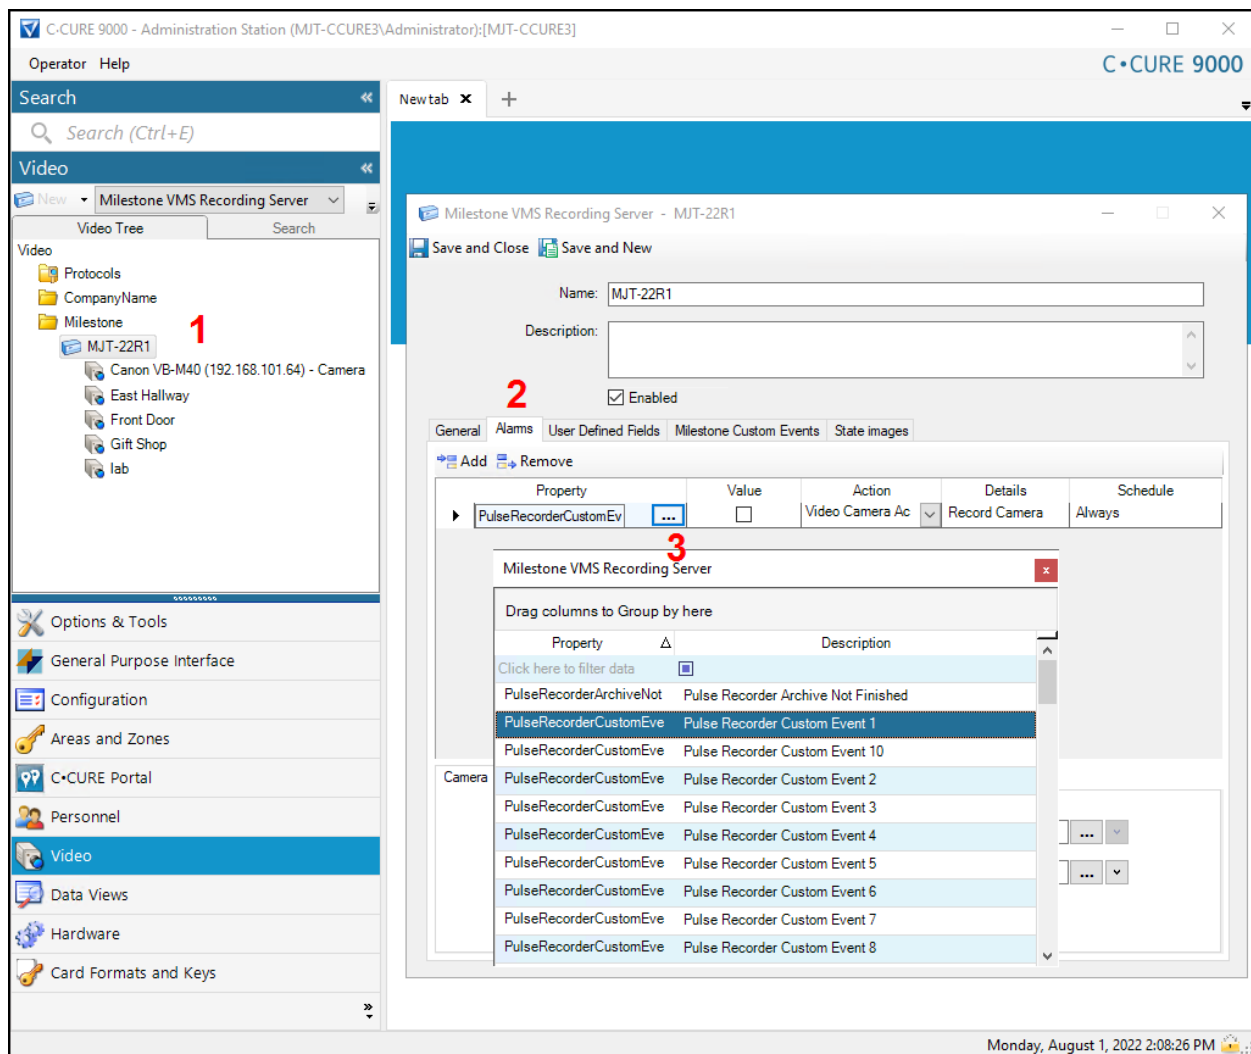 C•CURE 9000 - Administration Station (MJT-CCURE3\Administrator):[MJT-CCURE3]
Operator Help
C•CURE 9000
Search
Search (Ctrl+E)
Video
New
Milestone VMS Recording Server
Video Tree
Search
Video
Protocols
CompanyName
Milestone
1
MJT-22R1
Canon VB-M40 (192.168.101.64) - Camera
East Hallway
Front Door
Gift Shop
lab
Options & Tools
General Purpose Interface
Configuration
Areas and Zones
C•CURE Portal
Personnel
Video
Data Views
Hardware
Card Formats and Keys
New tab
Milestone VMS Recording Server - MJT-22R1
Save and Close Save and New
Name: MJT-22R1
Description:
2
Enabled
General Alarms User Defined Fields Milestone Custom Events State images
Add Remove
Property Value Action Details Schedule
PulseRecorderCustomEv ... Video Camera Ac Record Camera Always
3
Milestone VMS Recording Server
Drag columns to Group by here
Property Description
Click here to filter data
PulseRecorderArchiveNot Pulse Recorder Archive Not Finished
PulseRecorderCustomEve Pulse Recorder Custom Event 1
PulseRecorderCustomEve Pulse Recorder Custom Event 10
PulseRecorderCustomEve Pulse Recorder Custom Event 2
PulseRecorderCustomEve Pulse Recorder Custom Event 3
PulseRecorderCustomEve Pulse Recorder Custom Event 4
PulseRecorderCustomEve Pulse Recorder Custom Event 5
PulseRecorderCustomEve Pulse Recorder Custom Event 6
PulseRecorderCustomEve Pulse Recorder Custom Event 7
PulseRecorderCustomEve Pulse Recorder Custom Event 8
Camera
...
...
Monday, August 1, 2022 2:08:26 PM